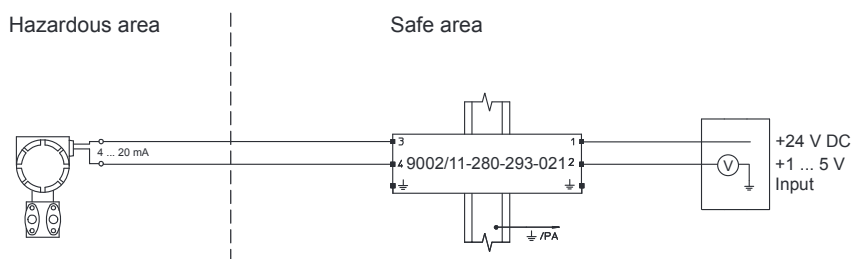 Hazardous area
Safe area
4 ... 20 mA
3
1
+24 V DC
4
9002/11-280-293-021
2
V
+1 ... 5 V
Input
/PA